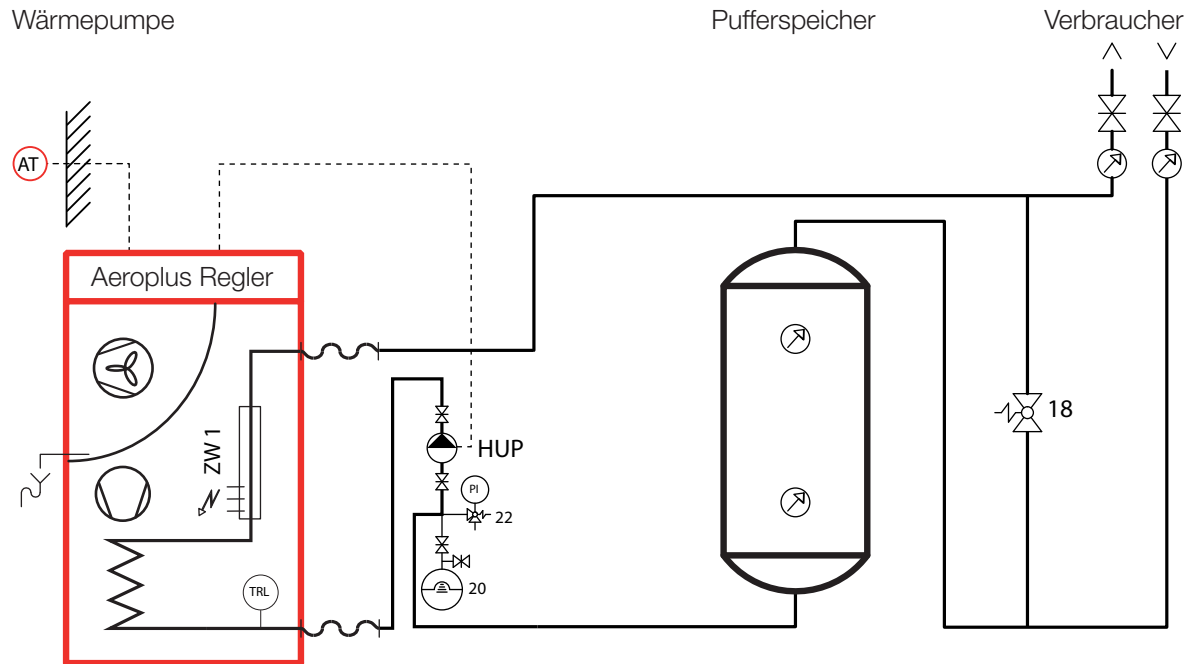 Wärmepumpe
Pufferspeicher
Verbraucher
AT
Aeroplus Regler
ZW 1
HUP
18
PI
22
20
TRL